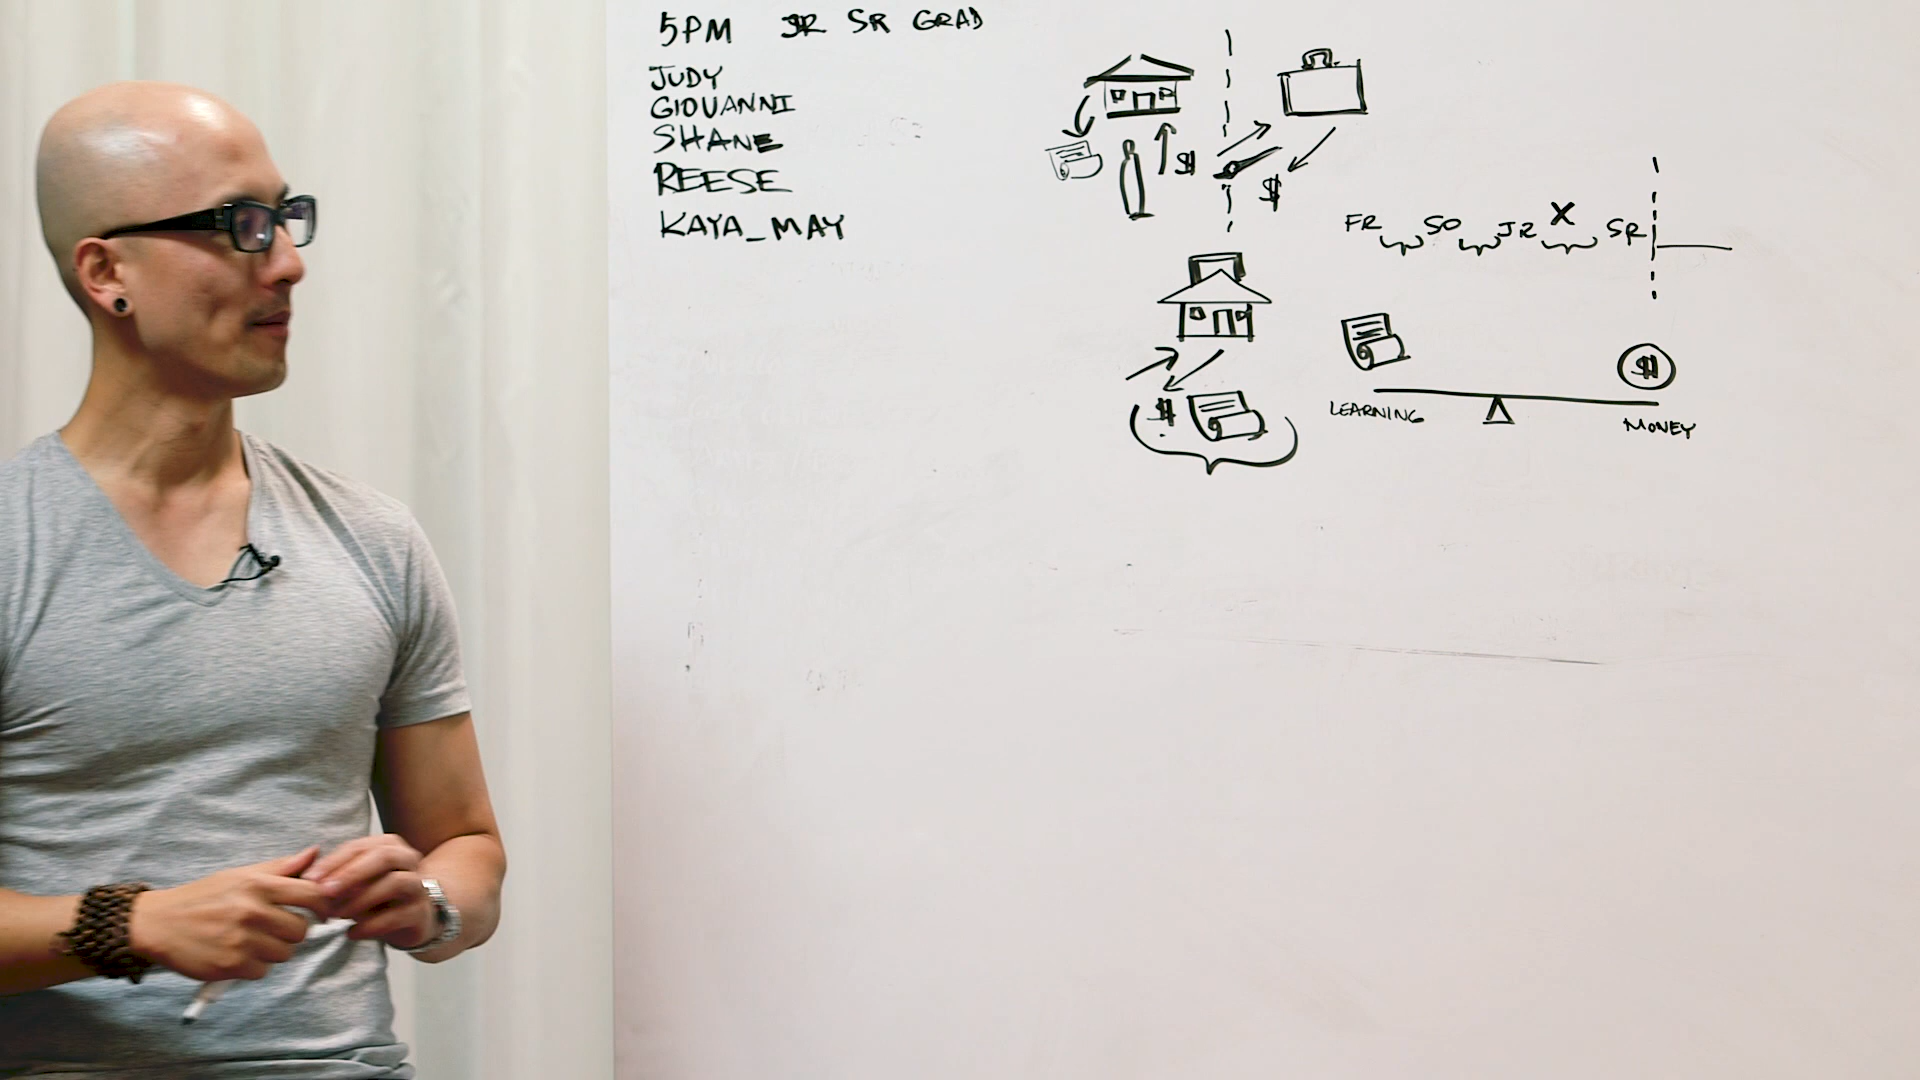 5PM JR SR GRAD
JUDY
GIOVANNI
SHANE
REESE
KAYA_MAY
$
$
FR SO JR X SR
$
$
LEARNING
MONEY